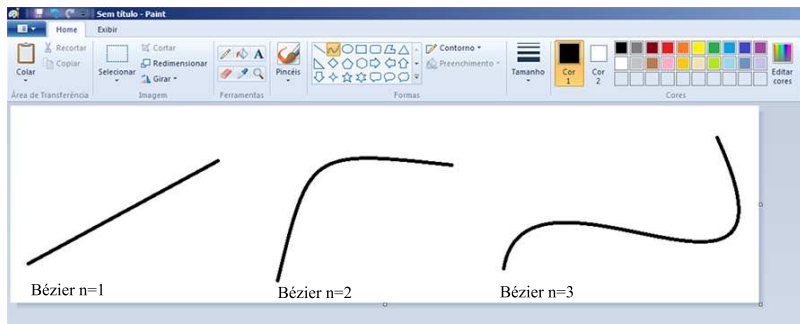 Sem título - Paint
Home Exibir
Colar
Recortar
Copiar
Área de Transferência
Selecionar
Cortar
Redimensionar
Girar
Imagem
A
Ferramentas
Pincéis
Contorno
Preenchimento
Formas
Tamanho
Cor 1
Cor 2
Editar cores
Cores
Bézier n=1
Bézier n=2
Bézier n=3